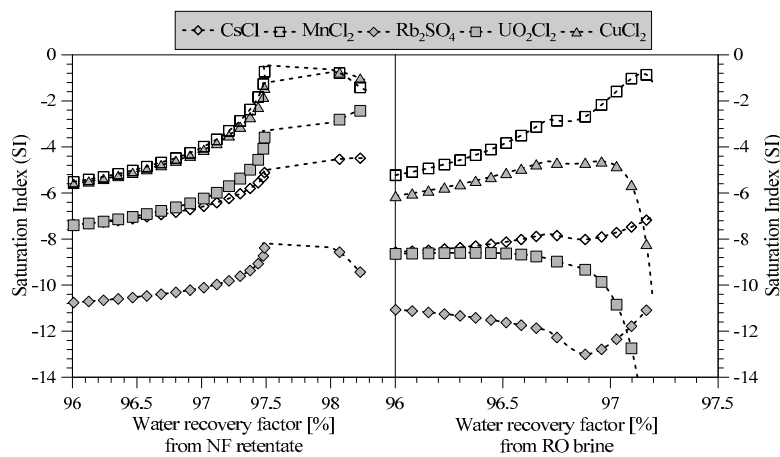 CsCl MnCl₂ Rb₂SO₄ UO₂Cl₂ CuCl₂
Saturation Index (SI)
0
-2
-4
-6
-8
-10
-12
-14
96 96.5 97 97.5 98
Water recovery factor [%]
from NF retentate
96 96.5 97 97.5
Water recovery factor [%]
from RO brine
0
-2
-4
-6
-8
-10
-12
-14
Saturation Index (SI)